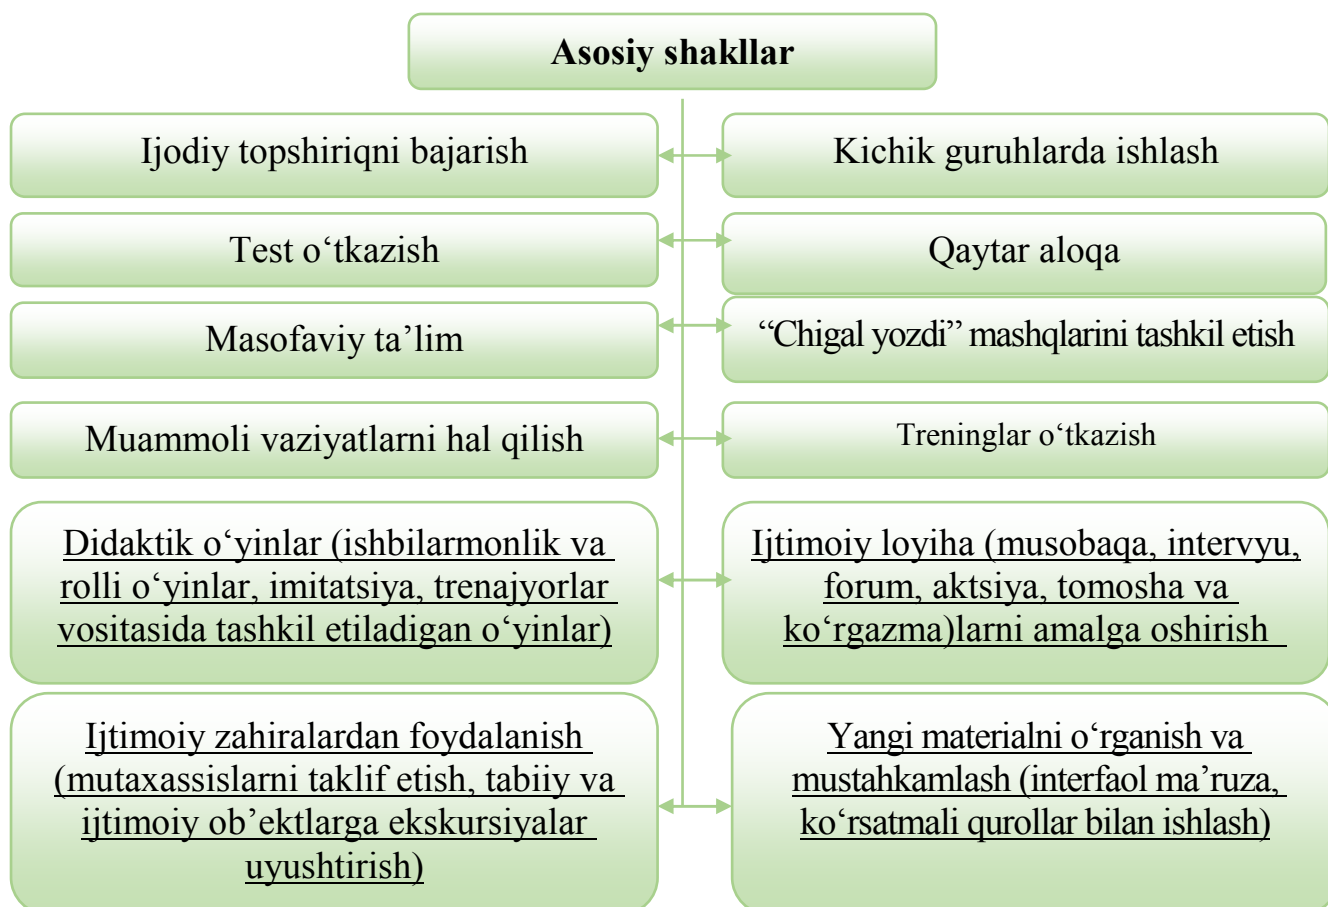 Asosiy shakllar
Ijodiy topshiriqni bajarish
Kichik guruhlarda ishlash
Test o‘tkazish
Qaytar aloqa
Masofaviy ta’lim
“Chigal yozdi” mashqlarini tashkil etish
Muammoli vaziyatlarni hal qilish
Treninglar o‘tkazish
Didaktik o‘yinlar (ishbilarmonlik va
rolli o‘yinlar, imitatsiya, trenajyorlar
vositasida tashkil etiladigan o‘yinlar)
Ijtimoiy loyiha (musobaqa, intervyu,
forum, aktsiya, tomosha va
ko‘rgazma)larni amalga oshirish
Ijtimoiy zahiralardan foydalanish
(mutaxassislarni taklif etish, tabiiy va
ijtimoiy ob’ektlarga ekskursiyalar
uyushtirish)
Yangi materialni o‘rganish va
mustahkamlash (interfaol ma’ruza,
ko‘rsatmali qurollar bilan ishlash)